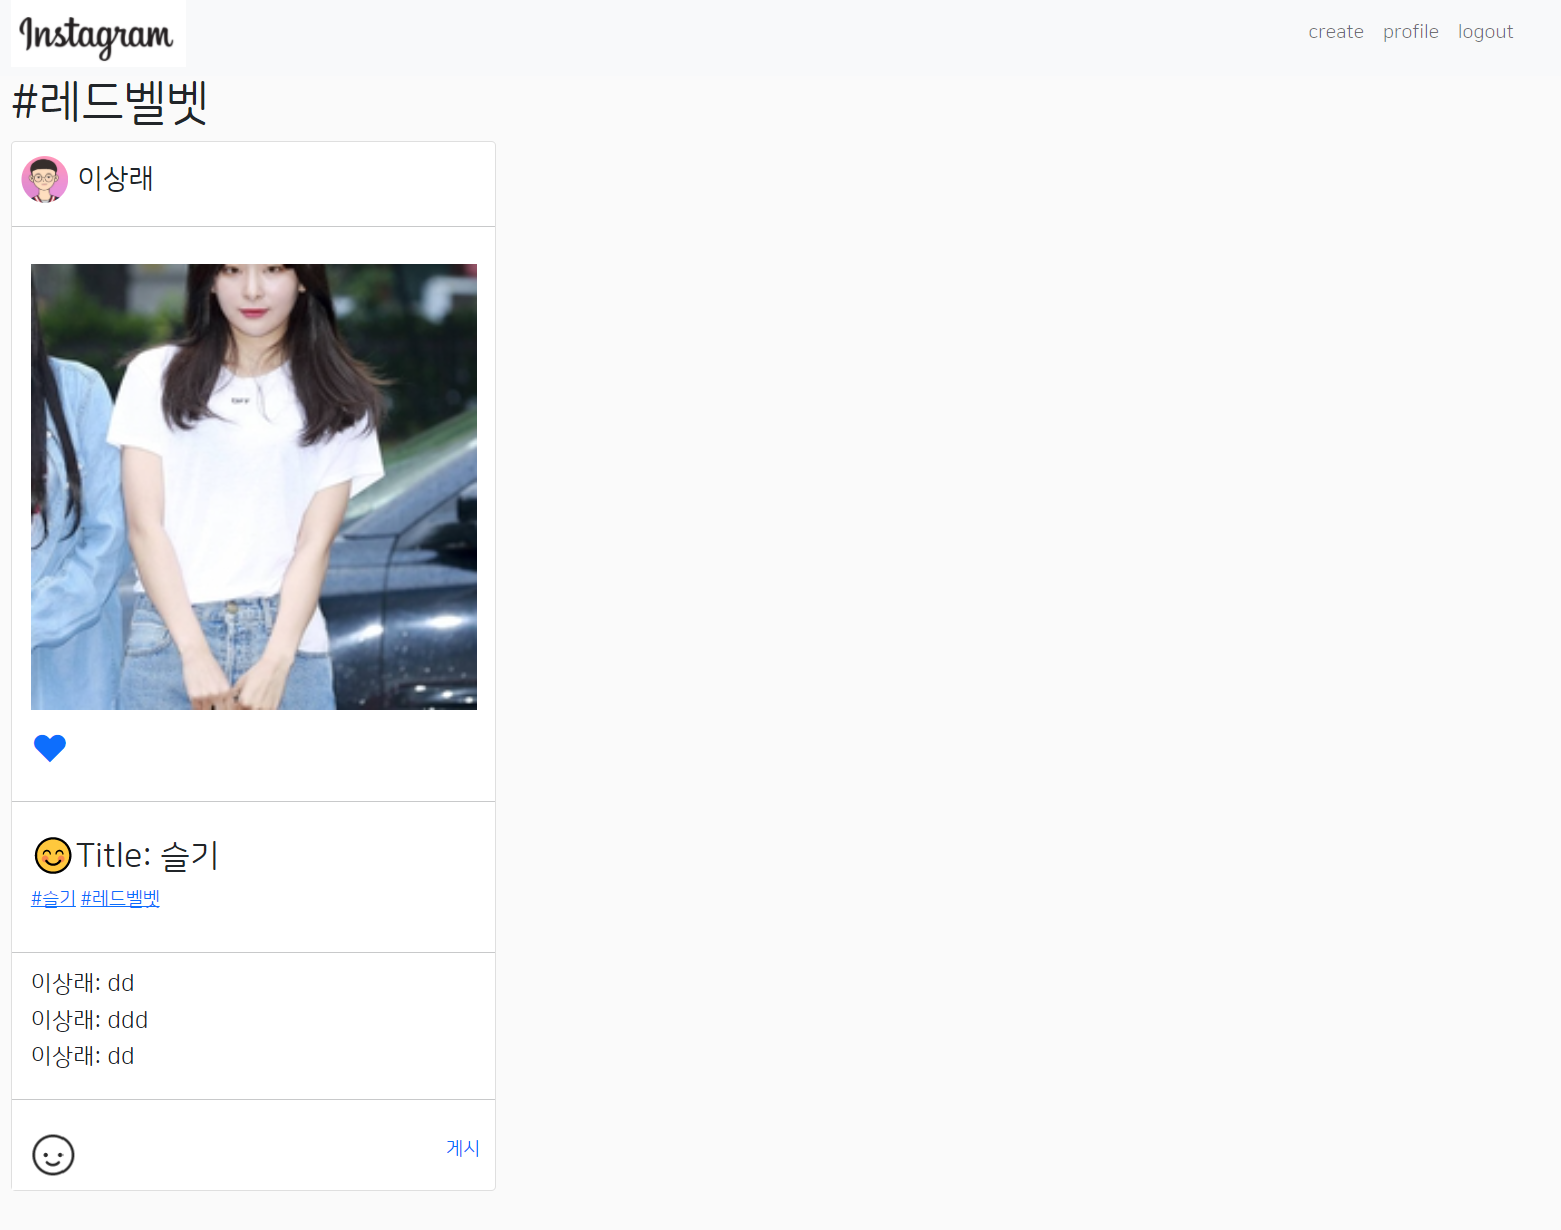 Instagram
create profile logout
#레드벨벳
이상래
Title: 슬기
#슬기 #레드벨벳
이상래: dd
이상래: ddd
이상래: dd
게시